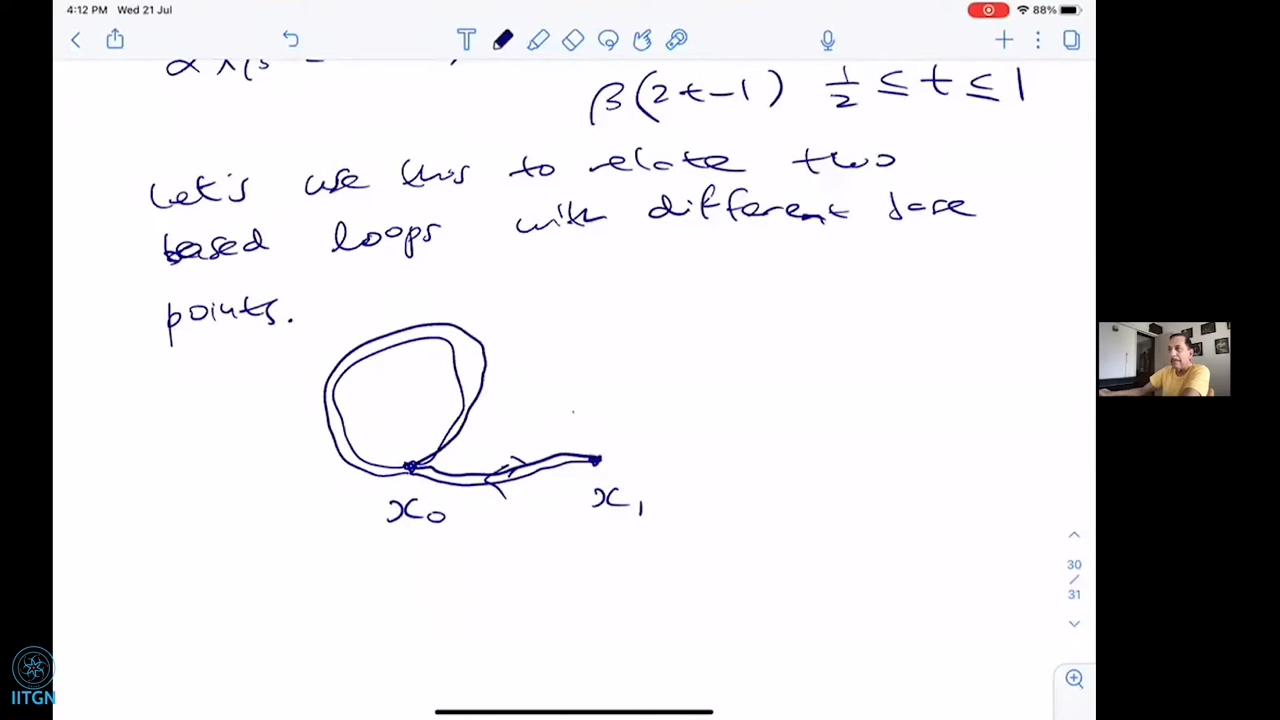 4:12 PM Wed 21 Jul
88%
β(2t-1) 1/2 ≤ t ≤ 1
Let's use this to relate two
based loops with different base
points.
x₀
x₁
30
/
31
IITGN